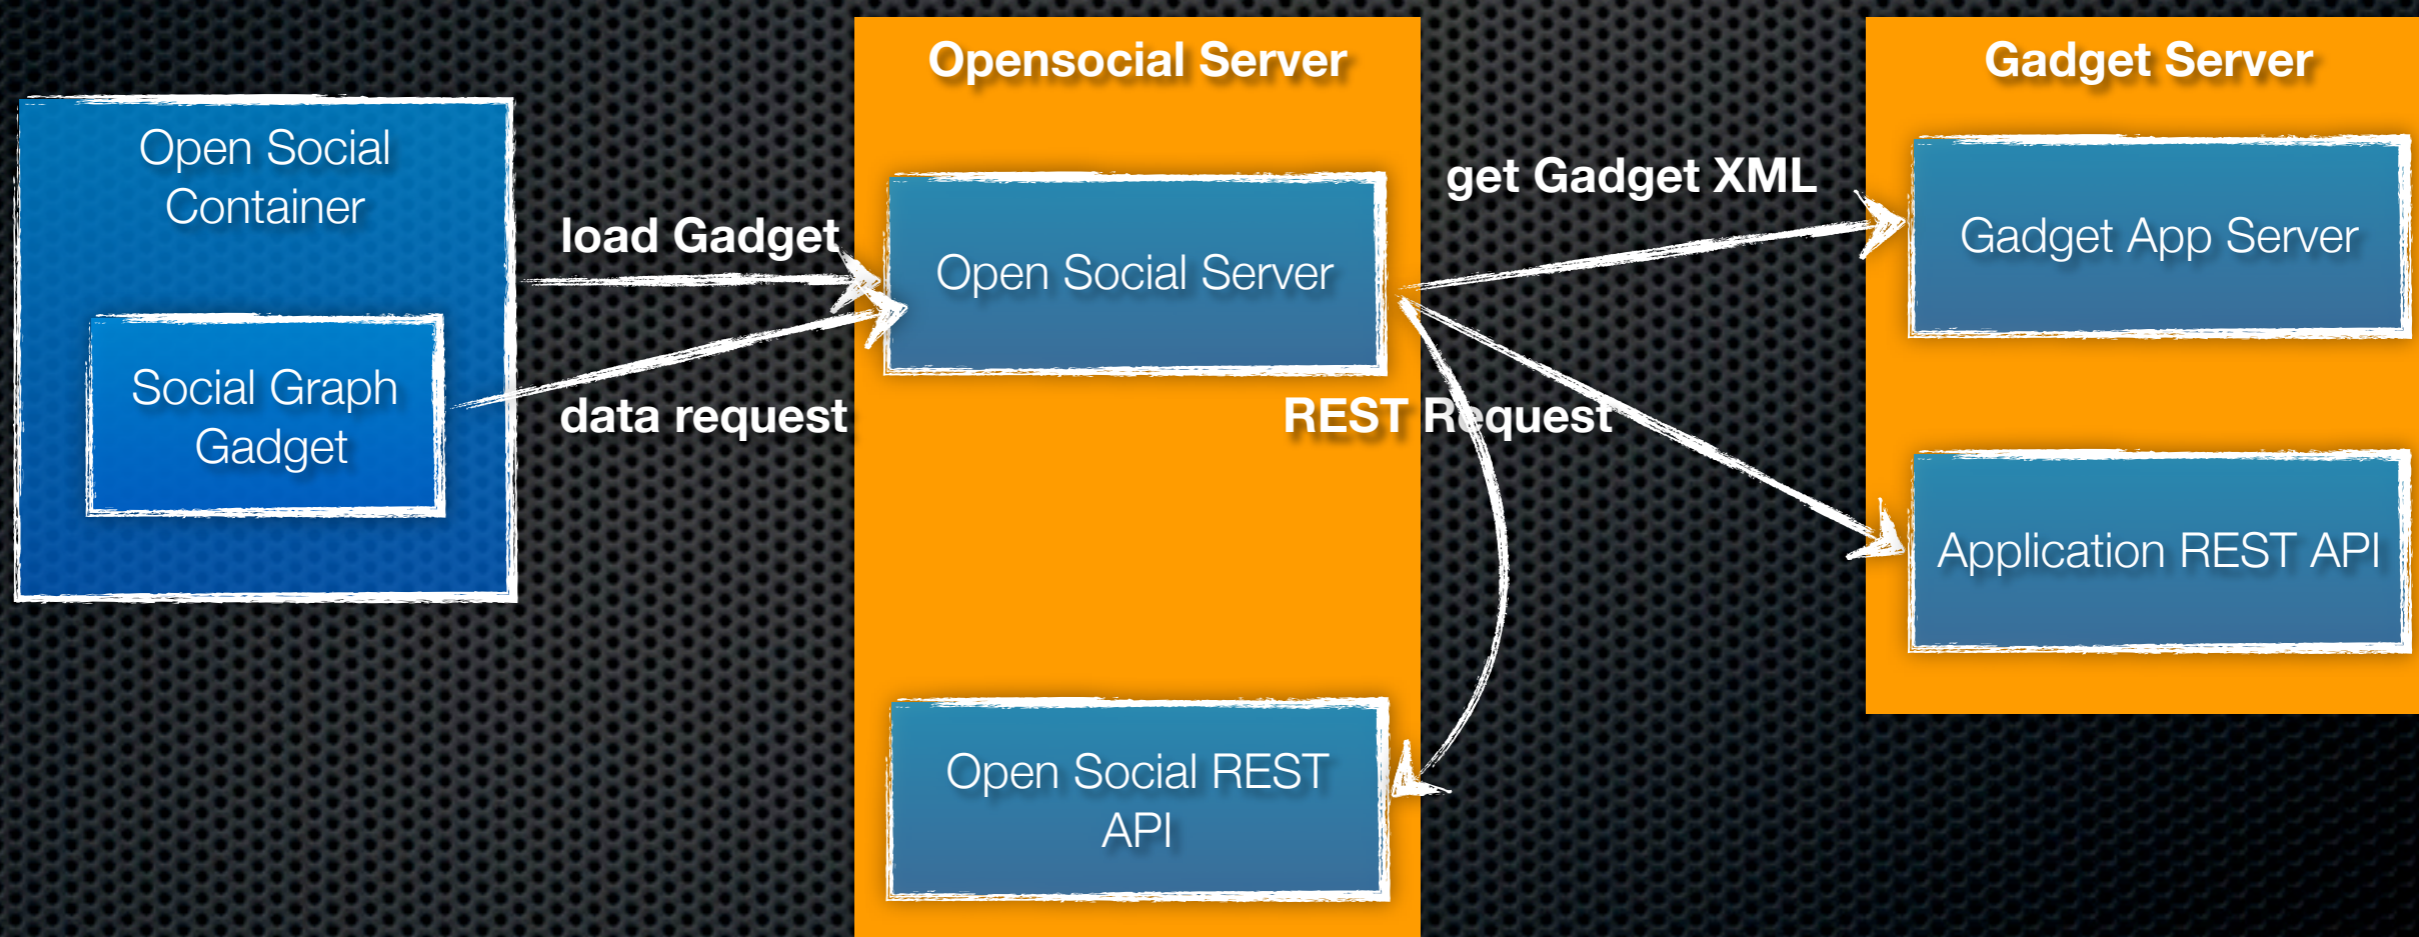 Opensocial Server
Gadget Server
Open Social
Container
Social Graph
Gadget
load Gadget
data request
Open Social Server
get Gadget XML
REST Request
Gadget App Server
Application REST API
Open Social REST
API